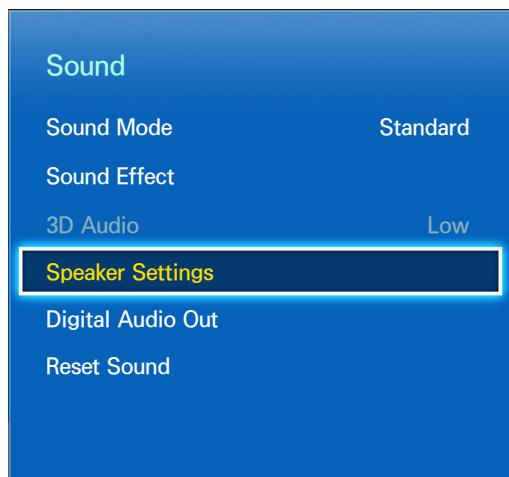 Sound
Sound Mode Standard
Sound Effect
3D Audio Low
Speaker Settings
Digital Audio Out
Reset Sound